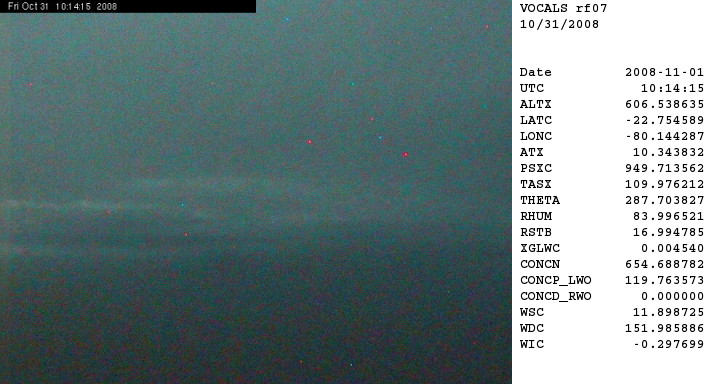 Fri Oct 31 10:14:15 2008
VOCALS rf07
10/31/2008
Date 2008-11-01
UTC 10:14:15
ALTX 606.538635
LATC -22.754589
LONC -80.144287
ATX 10.343832
PSXC 949.713562
TASX 109.976212
THETA 287.703827
RHUM 83.996521
RSTB 16.994785
XGLWC 0.004540
CONCN 654.688782
CONCP_LWO 119.763573
CONCD_RWO 0.000000
WSC 11.898725
WDC 151.985886
WIC -0.297699